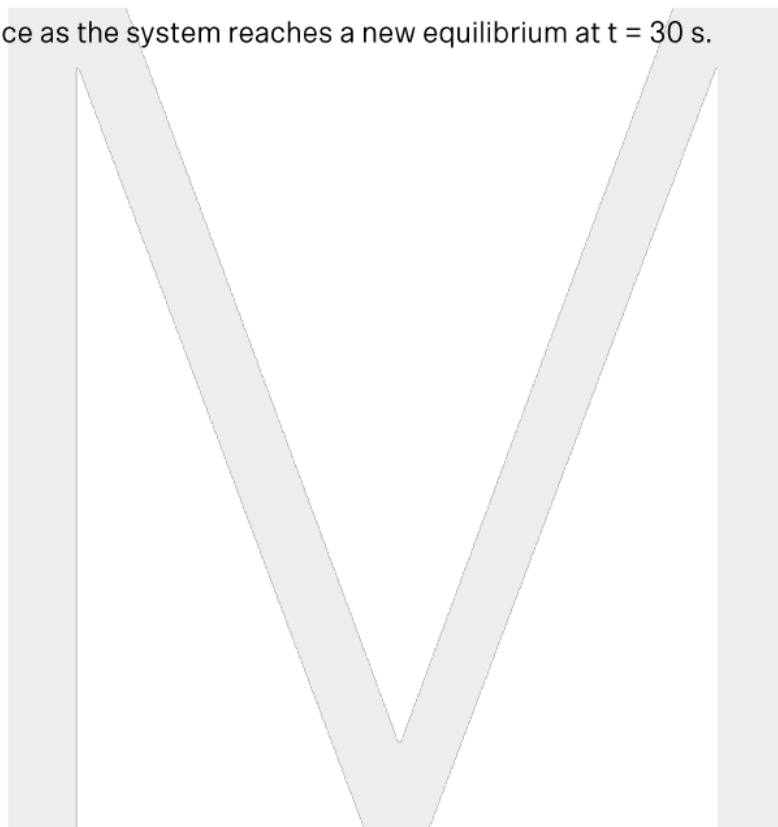 ce as the system reaches a new equilibrium at t = 30 s.